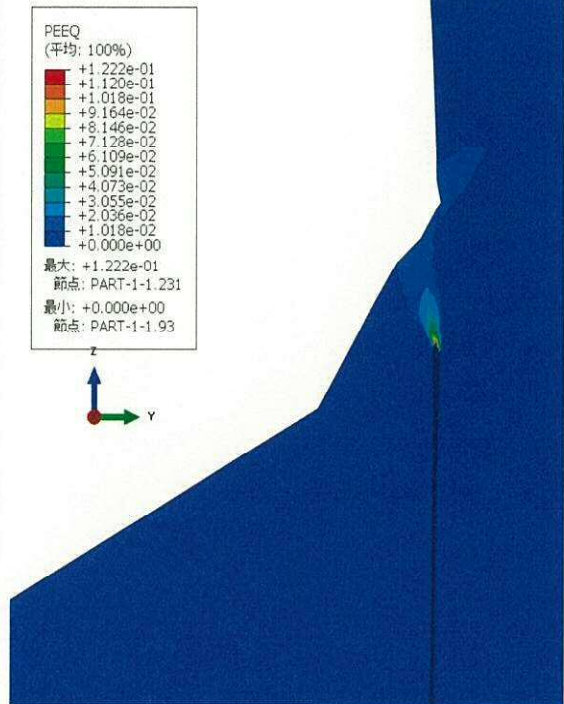 PEEQ
(平均: 100%)
+1.222e-01
+1.120e-01
+1.018e-01
+9.164e-02
+8.146e-02
+7.128e-02
+6.109e-02
+5.091e-02
+4.073e-02
+3.055e-02
+2.036e-02
+1.018e-02
+0.000e+00
最大: +1.222e-01
節点: PART-1-1.231
最小: +0.000e+00
節点: PART-1-1.93
Z
Y